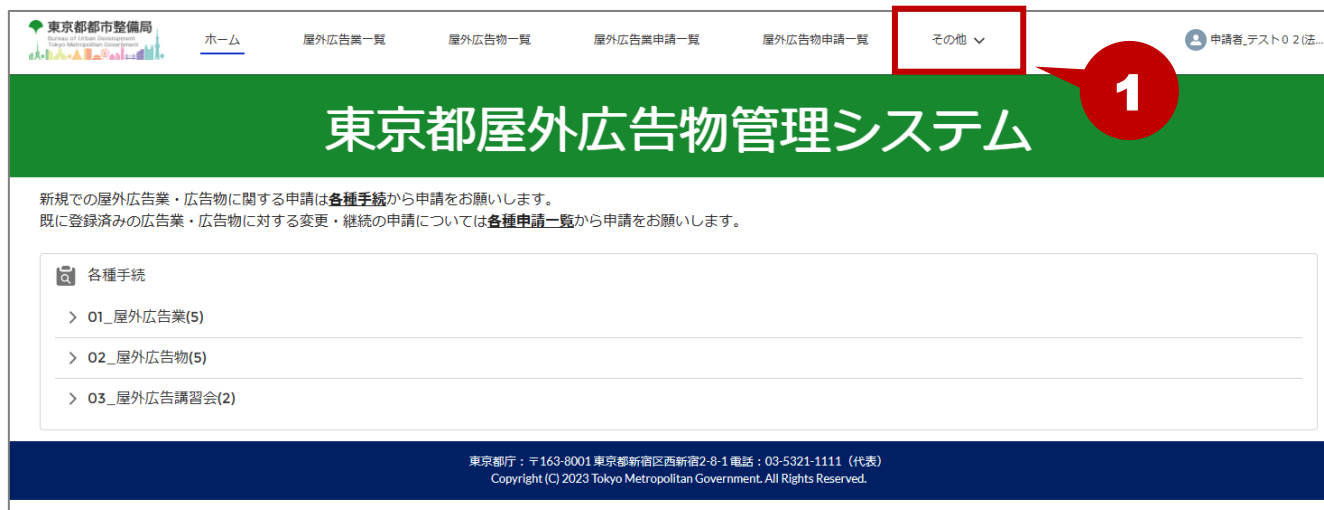 東京都都市整備局
Bureau of Urban Development
Tokyo Metropolitan Government
ホーム
屋外広告業一覧
屋外広告物一覧
屋外広告業申請一覧
屋外広告物申請一覧
その他
申請者_テスト０２(法...
1
東京都屋外広告物管理システム
新規での屋外広告業・広告物に関する申請は各種手続から申請をお願いします。
既に登録済みの広告業・広告物に対する変更・継続の申請については各種申請一覧から申請をお願いします。
各種手続
01_屋外広告業(5)
02_屋外広告物(5)
03_屋外広告講習会(2)
東京都庁：〒163-8001 東京都新宿区西新宿2-8-1 電話：03-5321-1111（代表）
Copyright (C) 2023 Tokyo Metropolitan Government. All Rights Reserved.